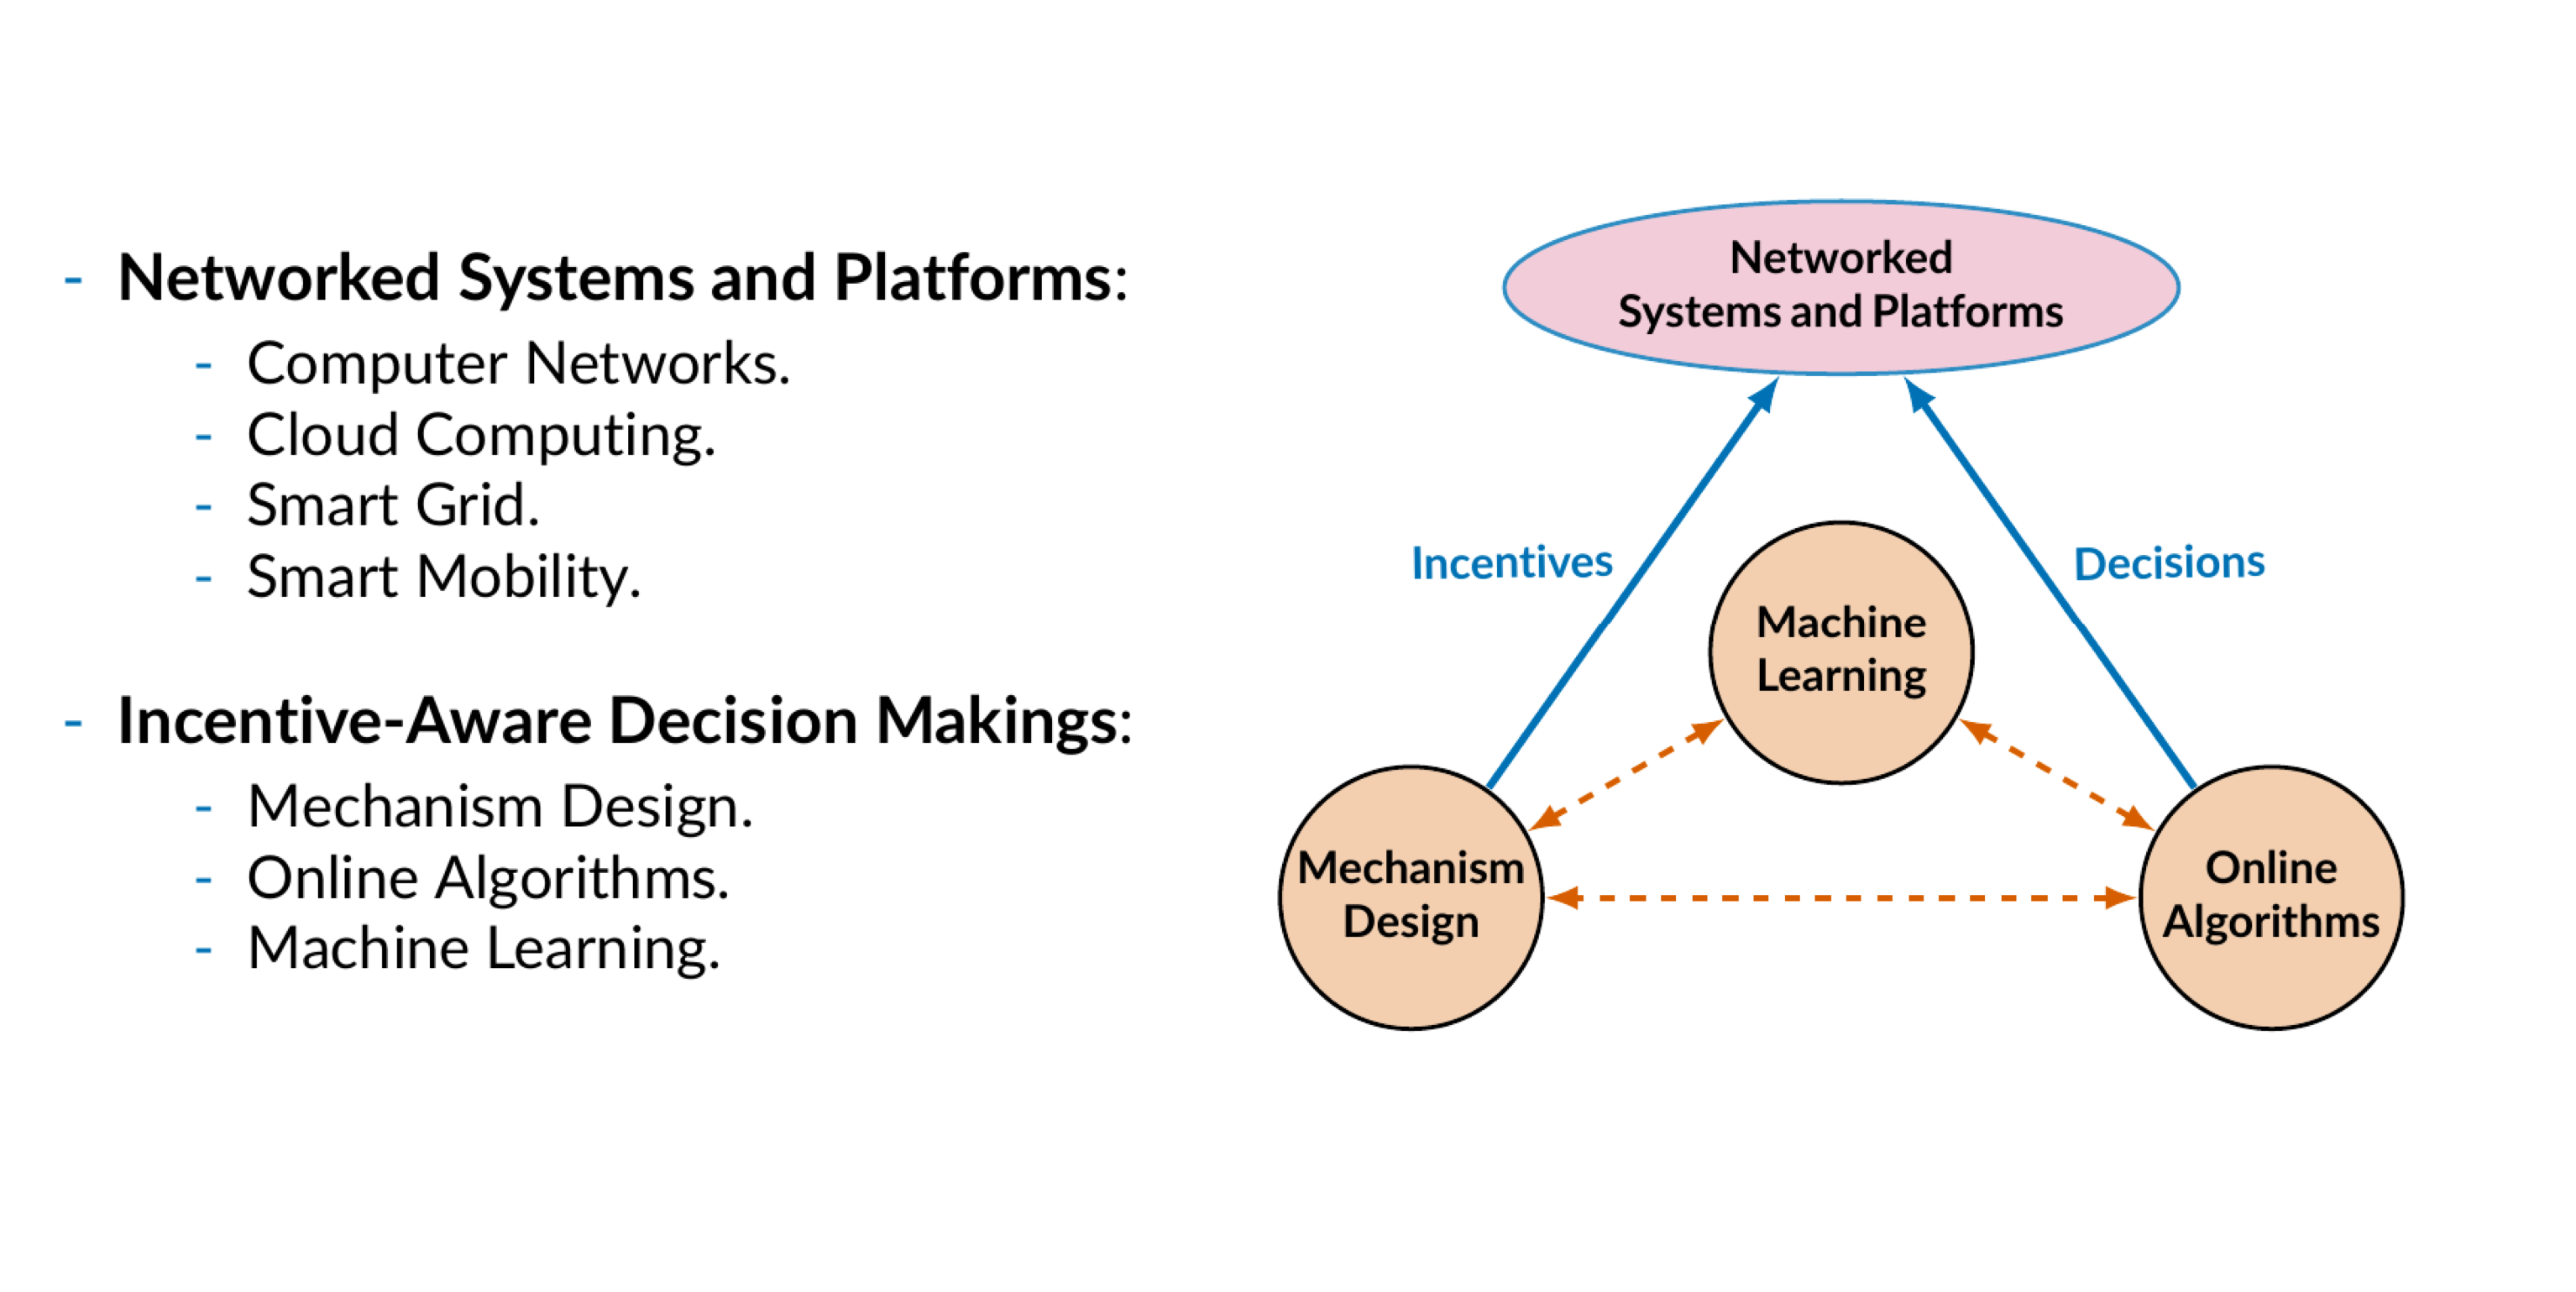 - Networked Systems and Platforms:
- Computer Networks.
- Cloud Computing.
- Smart Grid.
- Smart Mobility.
- Incentive-Aware Decision Makings:
- Mechanism Design.
- Online Algorithms.
- Machine Learning.
Networked
Systems and Platforms
Incentives
Decisions
Machine
Learning
Mechanism
Design
Online
Algorithms